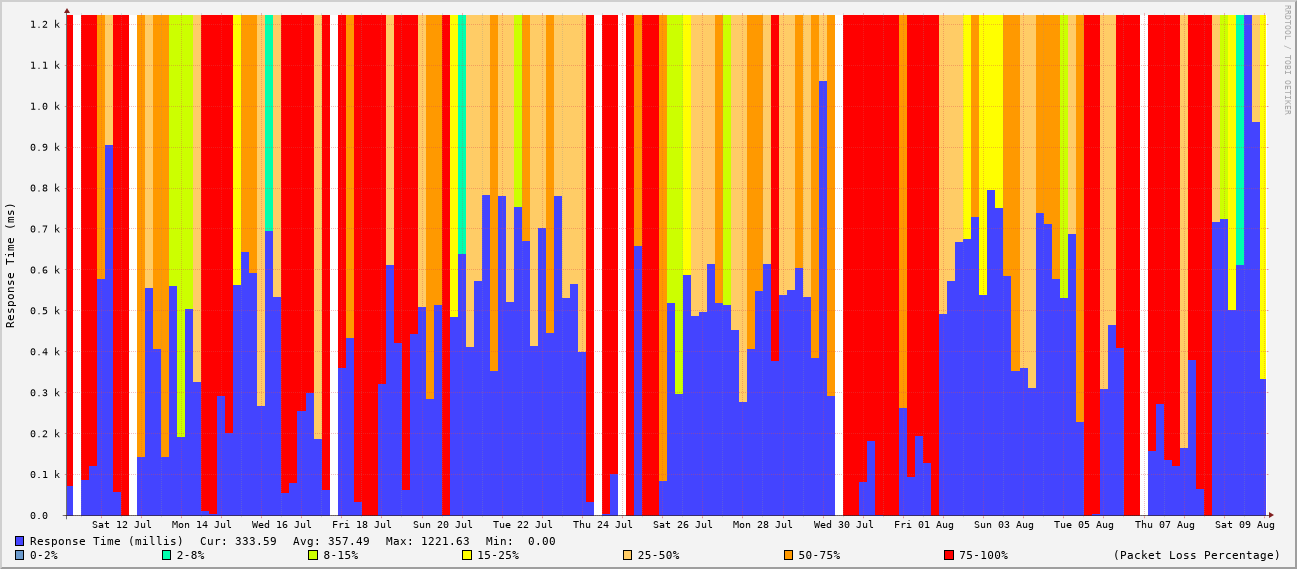 1.2 k
1.1 k
1.0 k
0.9 k
0.8 k
0.7 k
0.6 k
0.5 k
0.4 k
0.3 k
0.2 k
0.1 k
0.0
Response Time (ms)
RRDTOOL / TOBI OETIKER
Sat 12 Jul Mon 14 Jul Wed 16 Jul Fri 18 Jul Sun 20 Jul Tue 22 Jul Thu 24 Jul Sat 26 Jul Mon 28 Jul Wed 30 Jul Fri 01 Aug Sun 03 Aug Tue 05 Aug Thu 07 Aug Sat 09 Aug
Response Time (millis) Cur: 333.59 Avg: 357.49 Max: 1221.63 Min: 0.00
0-2% 2-8% 8-15% 15-25% 25-50% 50-75% 75-100% (Packet Loss Percentage)